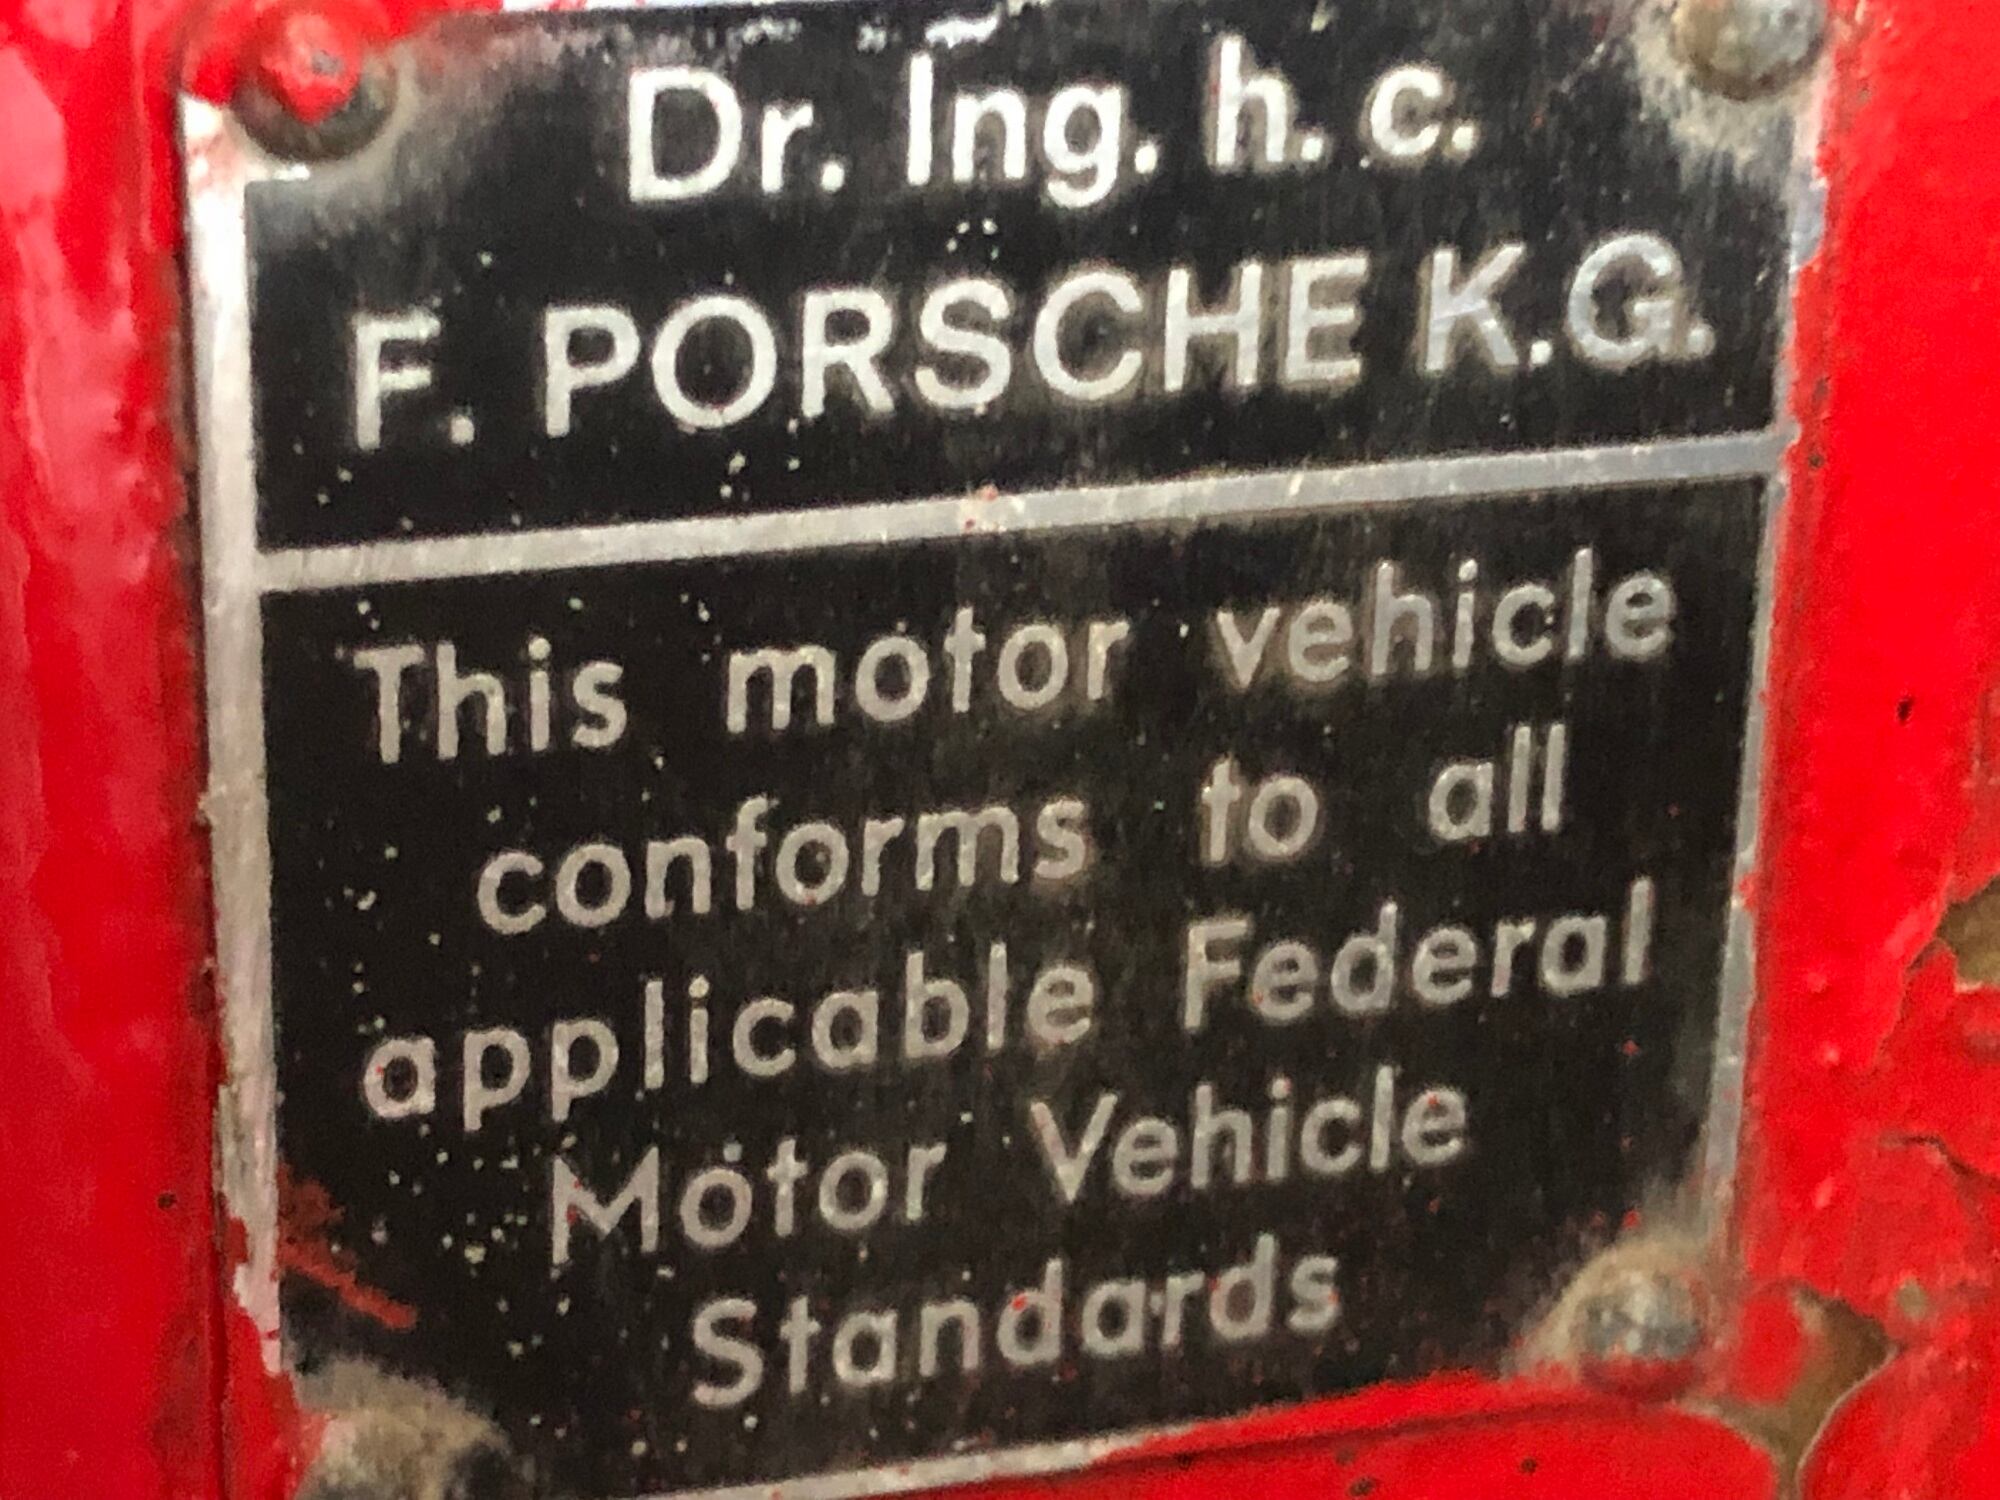 Dr. Ing. h. c.
F. PORSCHE K.G.
This motor vehicle
conforms to all
applicable Federal
Motor Vehicle
Standards